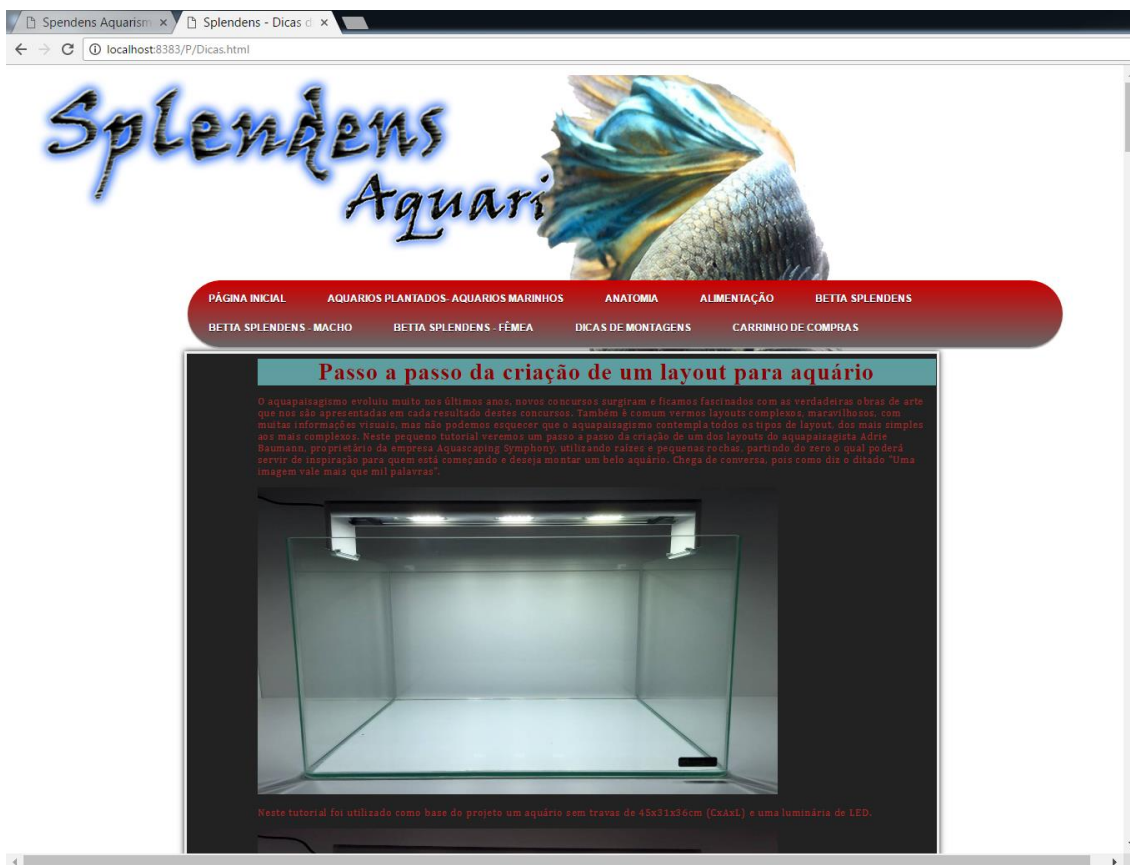 Spendens Aquarism
Splendens - Dicas d
localhost:8383/P/Dicas.html
Splendens
Aquari
PÁGINA INICIAL AQUARIOS PLANTADOS- AQUARIOS MARINHOS ANATOMIA ALIMENTAÇÃO BETTA SPLENDENS
BETTA SPLENDENS - MACHO BETTA SPLENDENS - FÊMEA DICAS DE MONTAGENS CARRINHO DE COMPRAS
Passo a passo da criação de um layout para aquário
O aquapaisagismo evoluiu muito nos últimos anos, novos concursos surgiram e ficamos fascinados com as verdadeiras obras de arte
que nos são apresentadas em cada resultado destes concursos. Também é comum vermos layouts complexos, maravilhosos, com
muitas informações visuais, mas não podemos esquecer que o aquapaisagismo contempla todos os tipos de layout, dos mais simples
aos mais complexos. Neste pequeno tutorial veremos um passo a passo da criação de um dos layouts do aquapaisagista Adrie
Baumann, proprietário da empresa Aquascaping Symphony, utilizando raízes e pequenas rochas, partindo do zero o qual poderá
servir de inspiração para quem está começando e deseja montar um belo aquário. Chega de conversa, pois como diz o ditado "Uma
imagem vale mais que mil palavras".
Neste tutorial foi utilizado como base do projeto um aquário sem travas de 45x31x36cm (CxAxL) e uma luminária de LED.